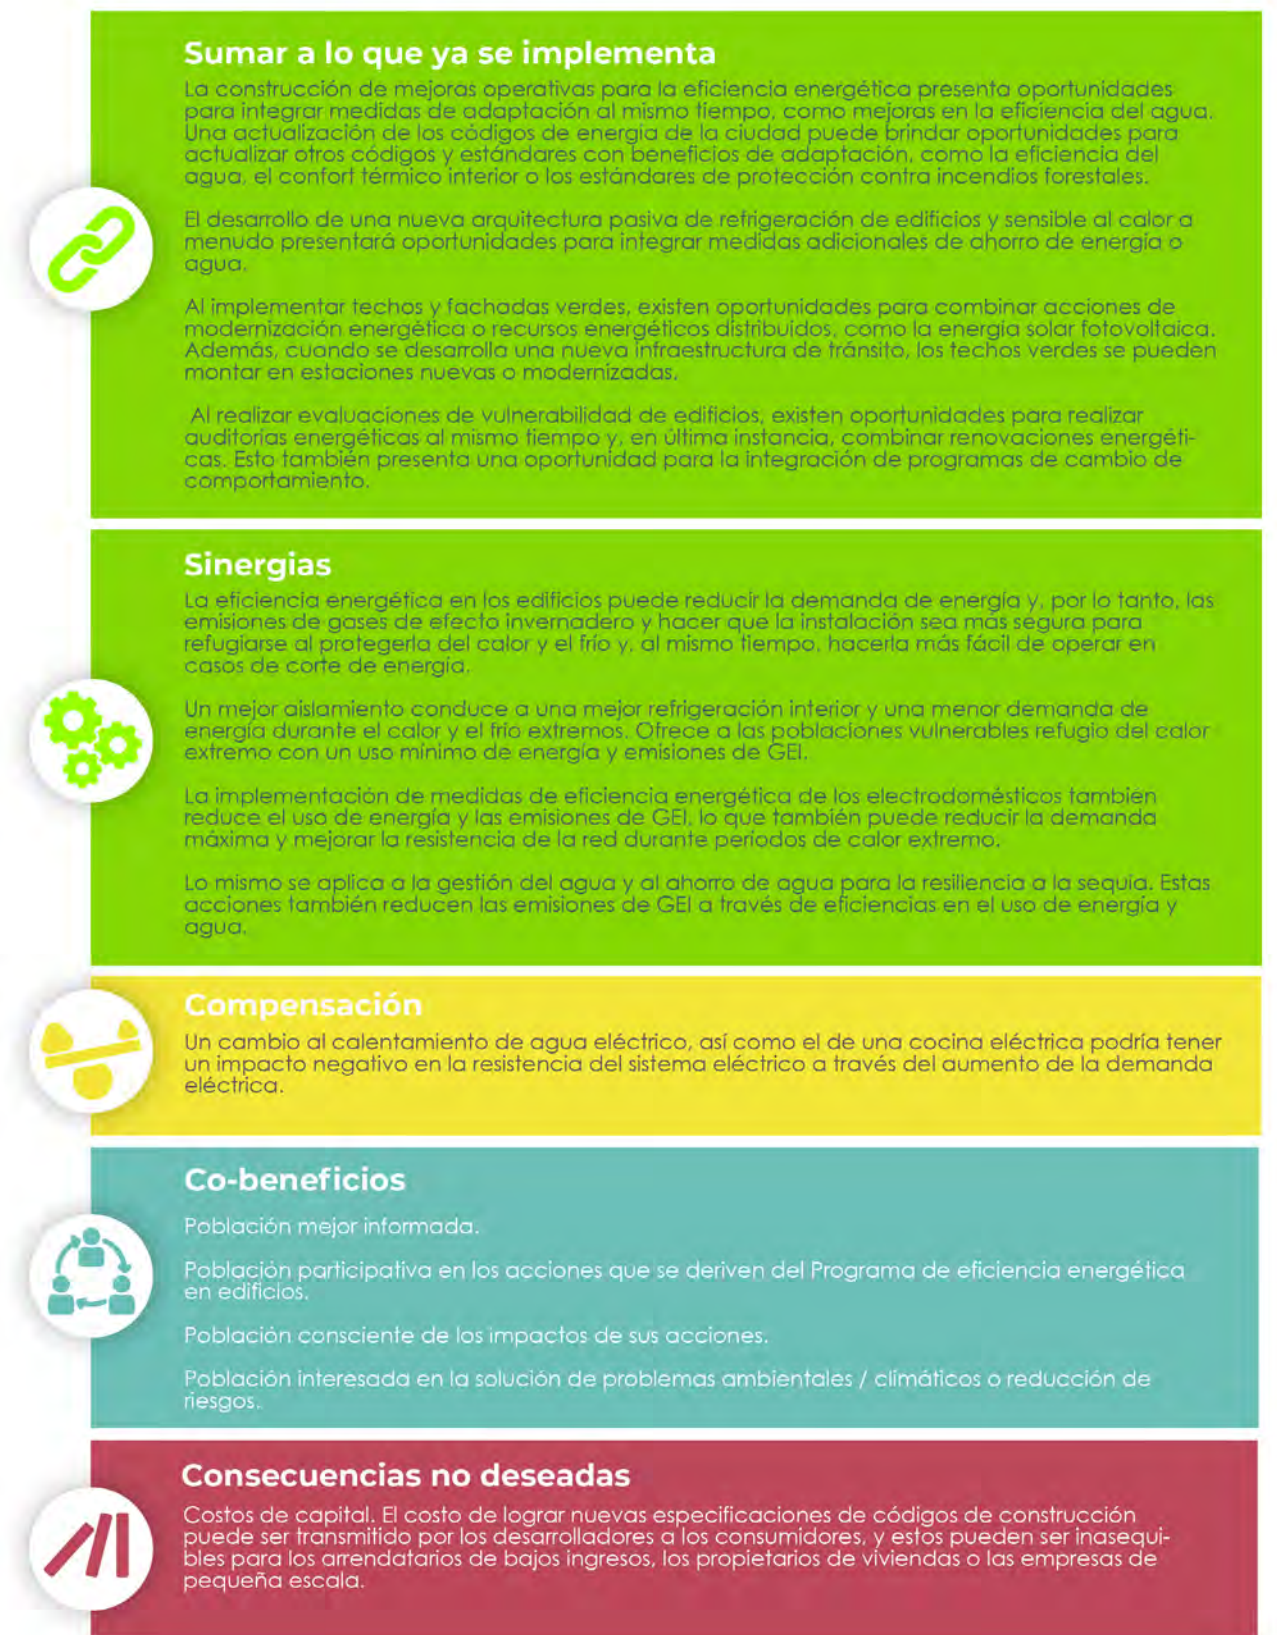 Sumar a lo que ya se implementa
La construcción de mejoras operativas para la eficiencia energética presenta oportunidades
para integrar medidas de adaptación al mismo tiempo, como mejoras en la eficiencia del agua.
Una actualización de los códigos de energía de la ciudad puede brindar oportunidades para
actualizar otros códigos y estándares con beneficios de adaptación, como la eficiencia del
agua, el confort térmico interior o los estándares de protección contra incendios forestales.
El desarrollo de una nueva arquitectura pasiva de refrigeración de edificios y sensible al calor a
menudo presentará oportunidades para integrar medidas adicionales de ahorro de energía o
agua.
Al implementar techos y fachadas verdes, existen oportunidades para combinar acciones de
modernización energética o recursos energéticos distribuidos, como la energía solar fotovoltaica.
Además, cuando se desarrolla una nueva infraestructura de tránsito, los techos verdes se pueden
montar en estaciones nuevas o modernizadas.
Al realizar evaluaciones de vulnerabilidad de edificios, existen oportunidades para realizar
auditorías energéticas al mismo tiempo y, en última instancia, combinar renovaciones energéti-
cas. Esto también presenta una oportunidad para la integración de programas de cambio de
comportamiento.
Sinergias
La eficiencia energética en los edificios puede reducir la demanda de energía y, por lo tanto, las
emisiones de gases de efecto invernadero y hacer que la instalación sea más segura para
refugiarse al protegerla del calor y el frío y, al mismo tiempo, hacerla más fácil de operar en
casos de corte de energía.
Un mejor aislamiento conduce a una mejor refrigeración interior y una menor demanda de
energía durante el calor y el frío extremos. Ofrece a las poblaciones vulnerables refugio del calor
extremo con un uso mínimo de energía y emisiones de GEI.
La implementación de medidas de eficiencia energética de los electrodomésticos tambien
reduce el uso de energía y las emisiones de GEI, lo que también puede reducir la demanda
máxima y mejorar la resistencia de la red durante períodos de calor extremo.
Lo mismo se aplica a la gestión del agua y al ahorro de agua para la resiliencia a la sequía. Estas
acciones también reducen las emisiones de GEI a través de eficiencias en el uso de energía y
agua.
Compensación
Un cambio al calentamiento de agua eléctrico, así como el de una cocina eléctrica podría tener
un impacto negativo en la resistencia del sistema eléctrico a través del aumento de la demanda
eléctrica.
Co-beneficios
Población mejor informada.
Población participativa en los acciones que se deriven del Programa de eficiencia energética
en edificios.
Población consciente de los impactos de sus acciones.
Población interesada en la solución de problemas ambientales / climáticos o reducción de
riesgos.
Consecuencias no deseadas
Costos de capital. El costo de lograr nuevas especificaciones de códigos de construcción
puede ser transmitido por los desarrolladores a los consumidores, y estos pueden ser inasequi-
bles para los arrendatarios de bajos ingresos, los propietarios de viviendas o las empresas de
pequeña escala.